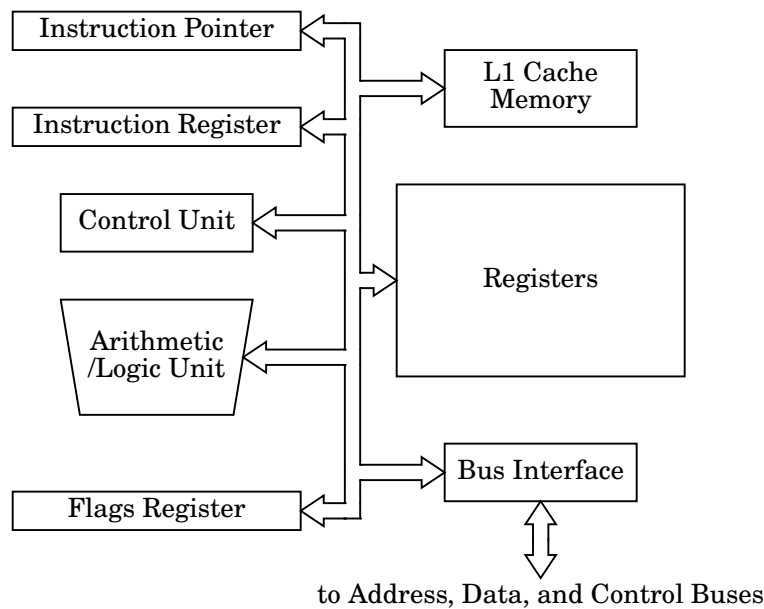 Instruction Pointer
L1 Cache
Memory
Instruction Register
Control Unit
Registers
Arithmetic
/Logic Unit
Bus Interface
Flags Register
to Address, Data, and Control Buses